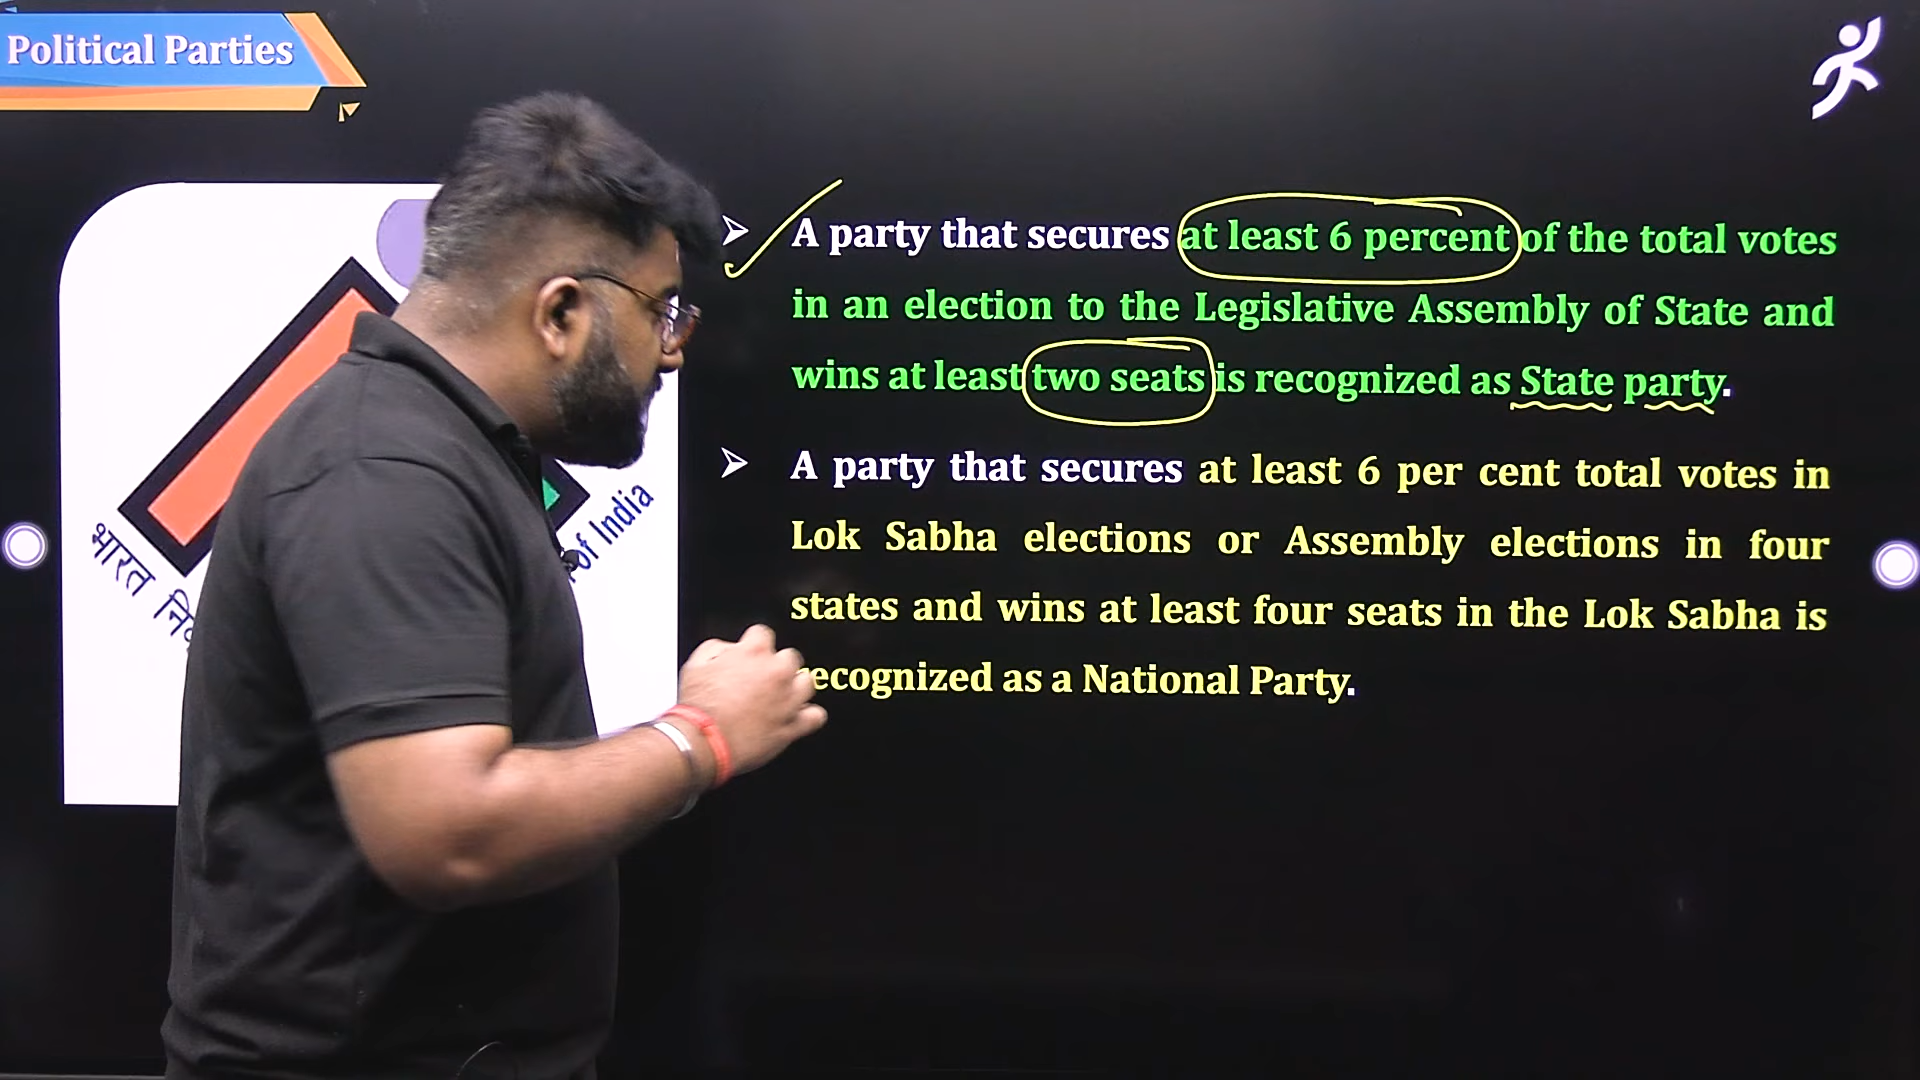 Political Parties
A party that secures at least 6 percent of the total votes
in an election to the Legislative Assembly of State and
wins at least two seats is recognized as State party.
A party that secures at least 6 per cent total votes in
Lok Sabha elections or Assembly elections in four
states and wins at least four seats in the Lok Sabha is
recognized as a National Party.
भारत
of India